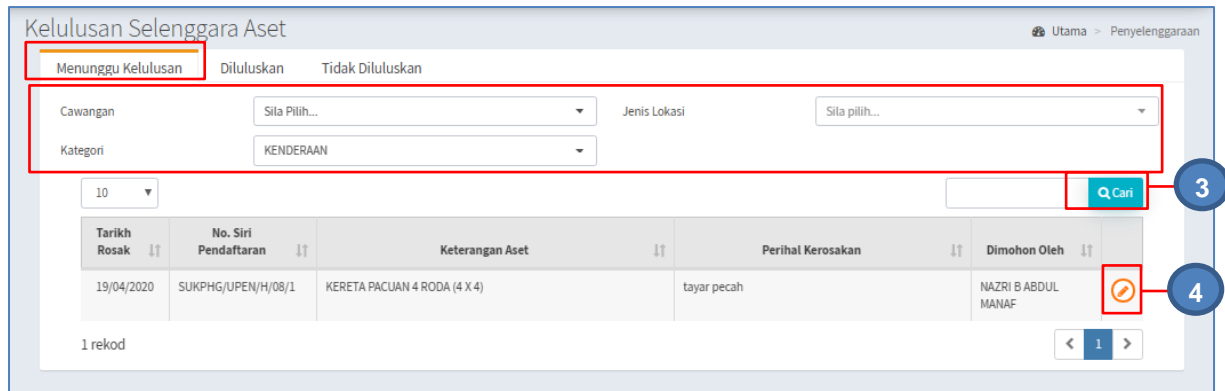 Kelulusan Selenggara Aset
Utama > Penyelenggaraan
Menunggu Kelulusan Diluluskan Tidak Diluluskan
Cawangan Sila Pilih... Jenis Lokasi Sila pilih...
Kategori KENDERAAN
10 Cari 3
Tarikh Rosak No. Siri Pendaftaran Keterangan Aset Perihal Kerosakan Dimohon Oleh
19/04/2020 SUKPHG/UPEN/H/08/1 KERETA PACUAN 4 RODA (4 X 4) tayar pecah NAZRI B ABDUL MANAF 4
1 rekod < 1 >